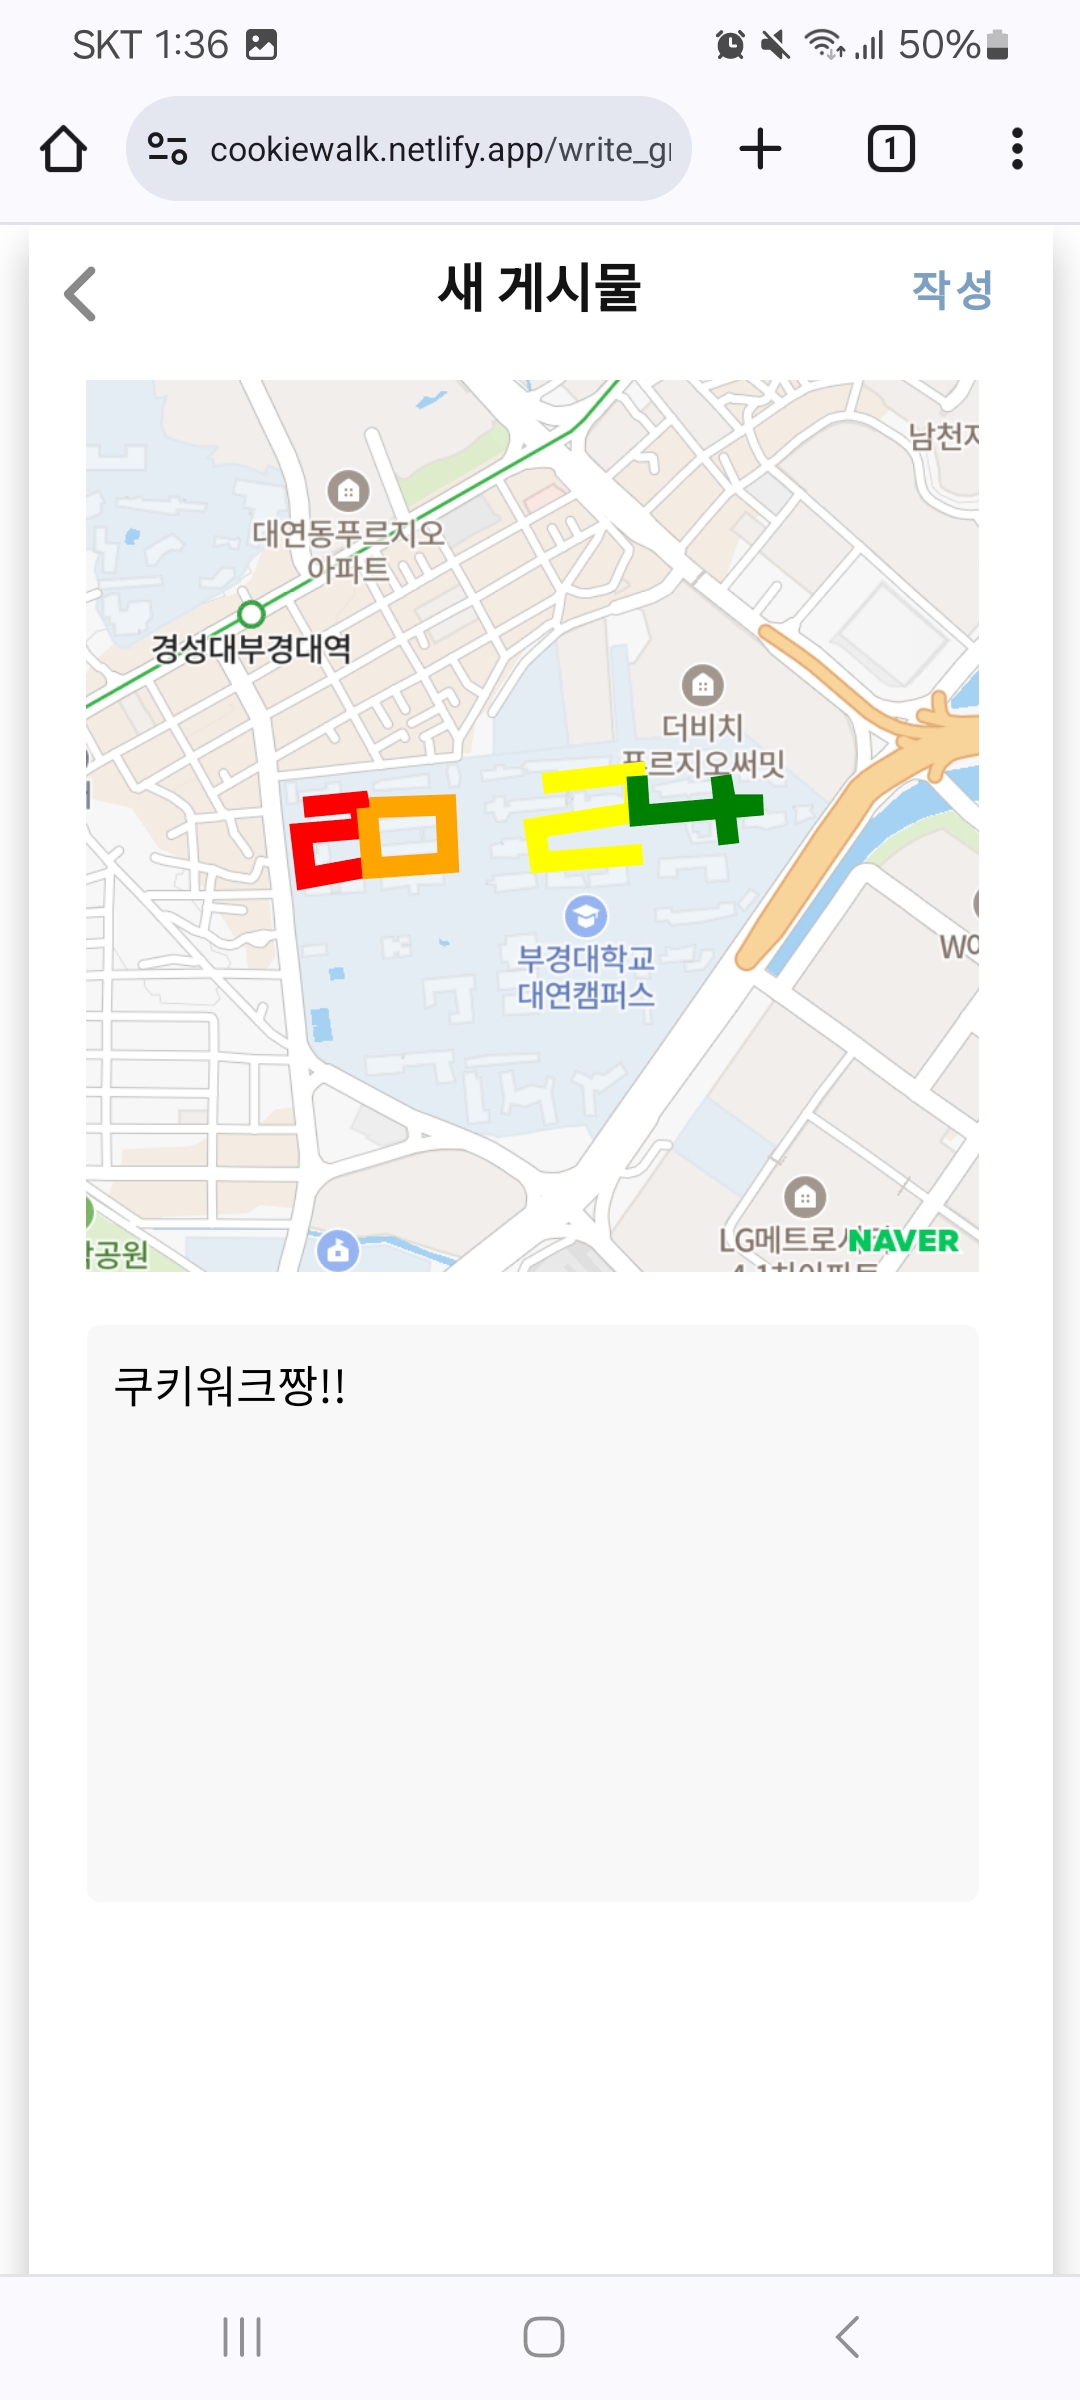 SKT 1:36 50%
cookiewalk.netlify.app/write_g
1
새 게시물
작성
남천자
대연동푸르지오
아파트
경성대부경대역
더비치
푸르지오써밋
부경대학교
대연캠퍼스
WO
LG메트로시티
NAVER
공원
쿠키워크짱!!